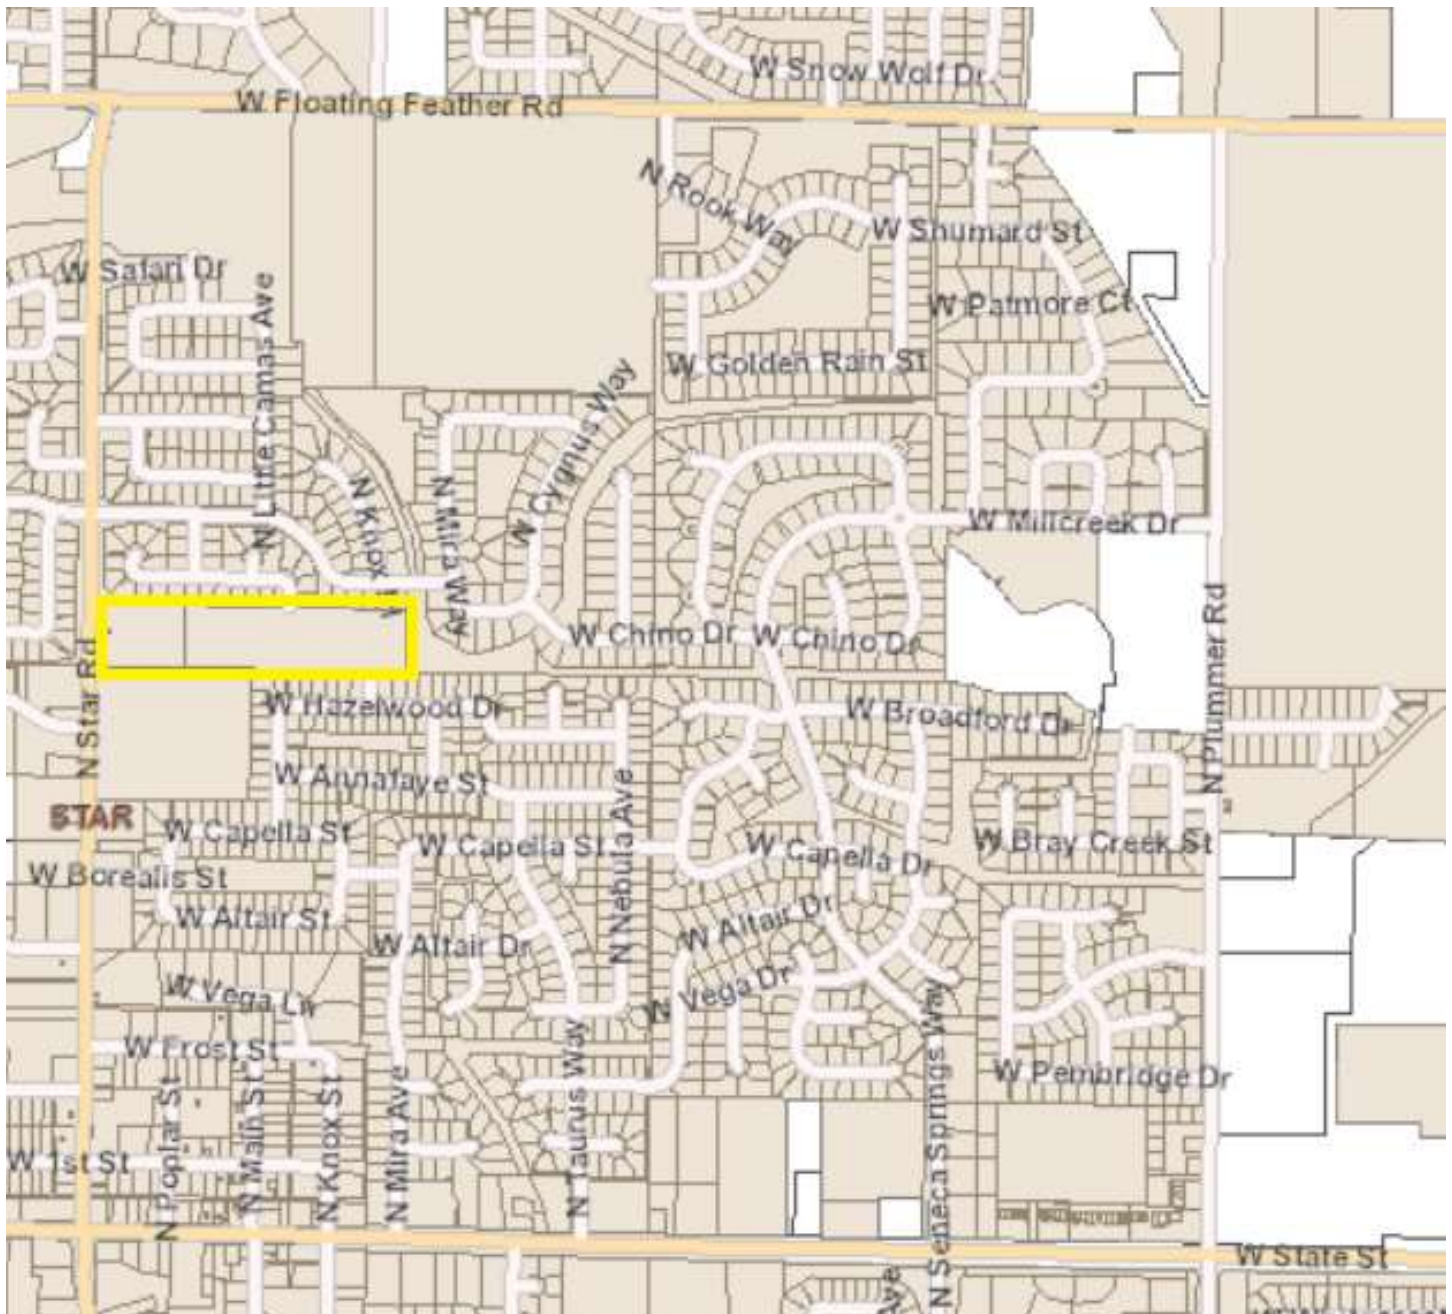 W Snow Wolf Dr
W Floating Feather Rd
N Rook Way
W Shumard St
W Safari Dr
W Patmore Ct
N Little Camas Ave
W Golden Rain St
W Cygnus Way
N Knox
N Mira Way
W Millcreek Dr
W Chino Dr
W Chino Dr
N Star Rd
N Plummer Rd
W Hazelwood Dr
W Broadford Dr
W Annafaye St
STAR
W Capella St
W Capella St
N Nebula Ave
W Capella Dr
W Bray Creek St
W Borealis St
W Altair St
W Altair Dr
W Altair Dr
W Vega Ln
W Vega Dr
W Frost St
W Pembridge Dr
N Poplar St
N Main St
N Knox St
N Mira Ave
N Taurus Way
N Seneca Springs Way
W 1st St
W State St
Ave